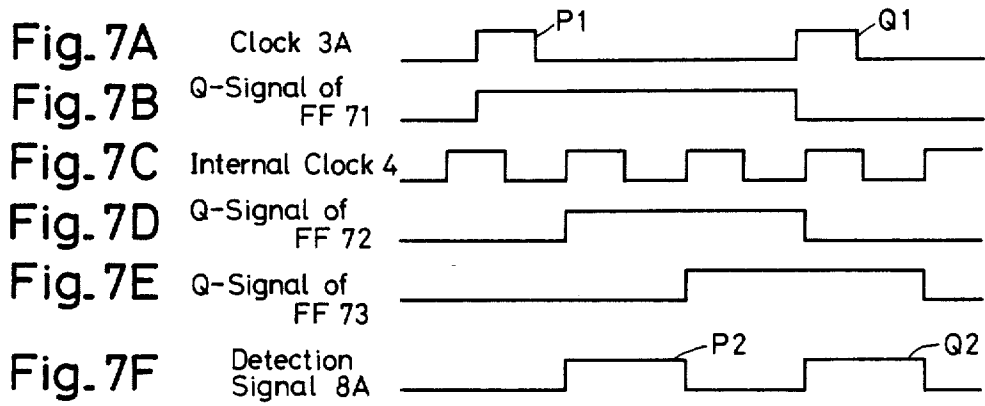 Fig. 7A Clock 3A P1 Q1
Fig. 7B Q-Signal of
FF 71
Fig. 7C Internal Clock 4
Fig. 7D Q-Signal of
FF 72
Fig. 7E Q-Signal of
FF 73
Fig. 7F Detection
Signal 8A P2 Q2